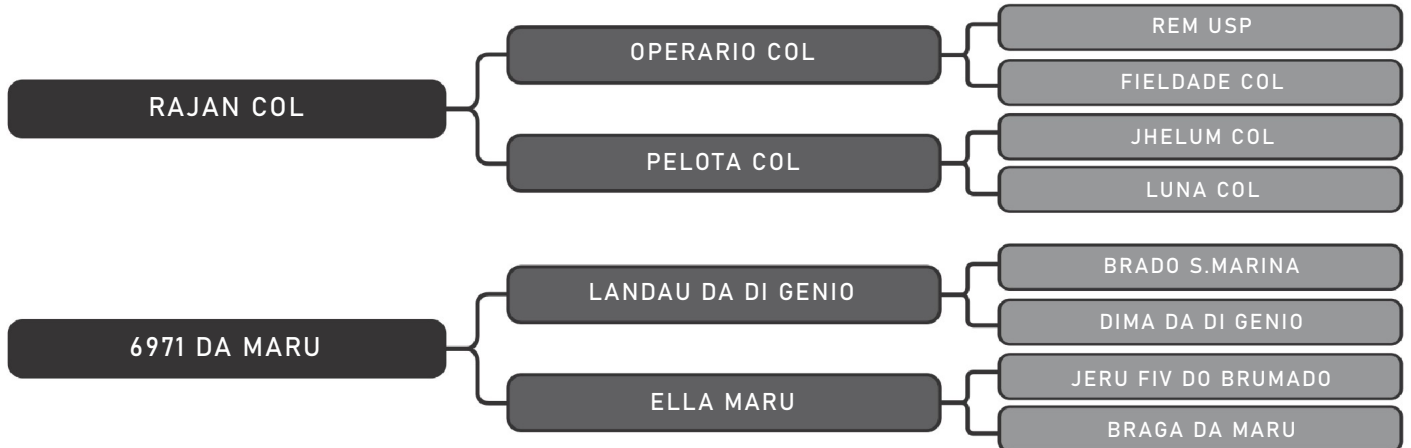 RAJAN COL
OPERARIO COL
REM USP
FIELDADE COL
PELOTA COL
JHELUM COL
LUNA COL
6971 DA MARU
LANDAU DA DI GENIO
BRADO S.MARINA
DIMA DA DI GENIO
ELLA MARU
JERU FIV DO BRUMADO
BRAGA DA MARU